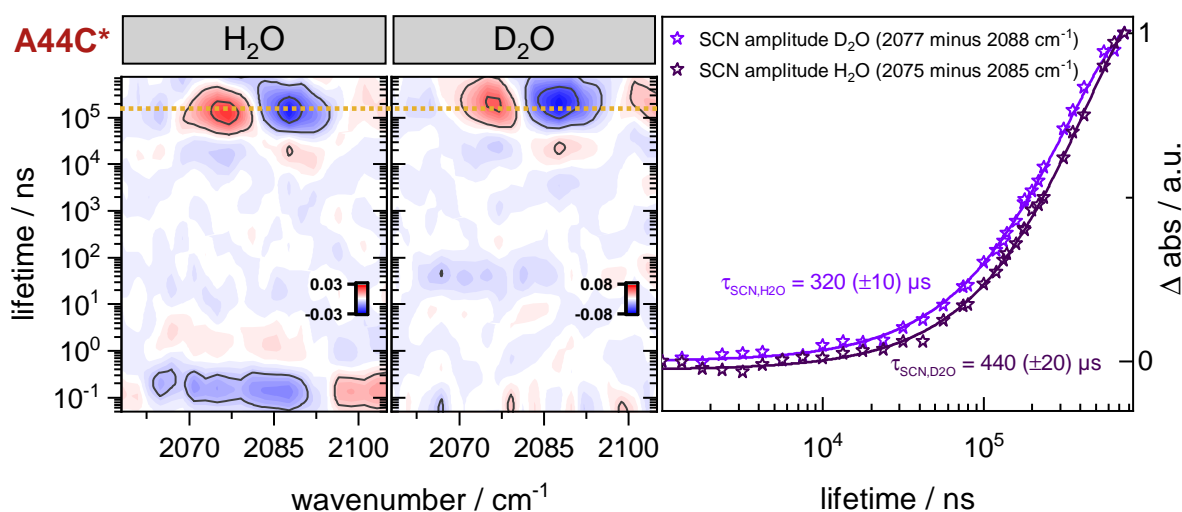 A44C*
H₂O
D₂O
lifetime / ns
10⁵
10⁴
10³
10²
10¹
10⁰
10⁻¹
0.03
-0.03
0.08
-0.08
2070
2085
2100
2070
2085
2100
wavenumber / cm⁻¹
SCN amplitude D₂O (2077 minus 2088 cm⁻¹)
SCN amplitude H₂O (2075 minus 2085 cm⁻¹)
τSCN,H2O = 320 (±10) µs
τSCN,D2O = 440 (±20) µs
1
0
Δ abs / a.u.
10⁴
10⁵
lifetime / ns